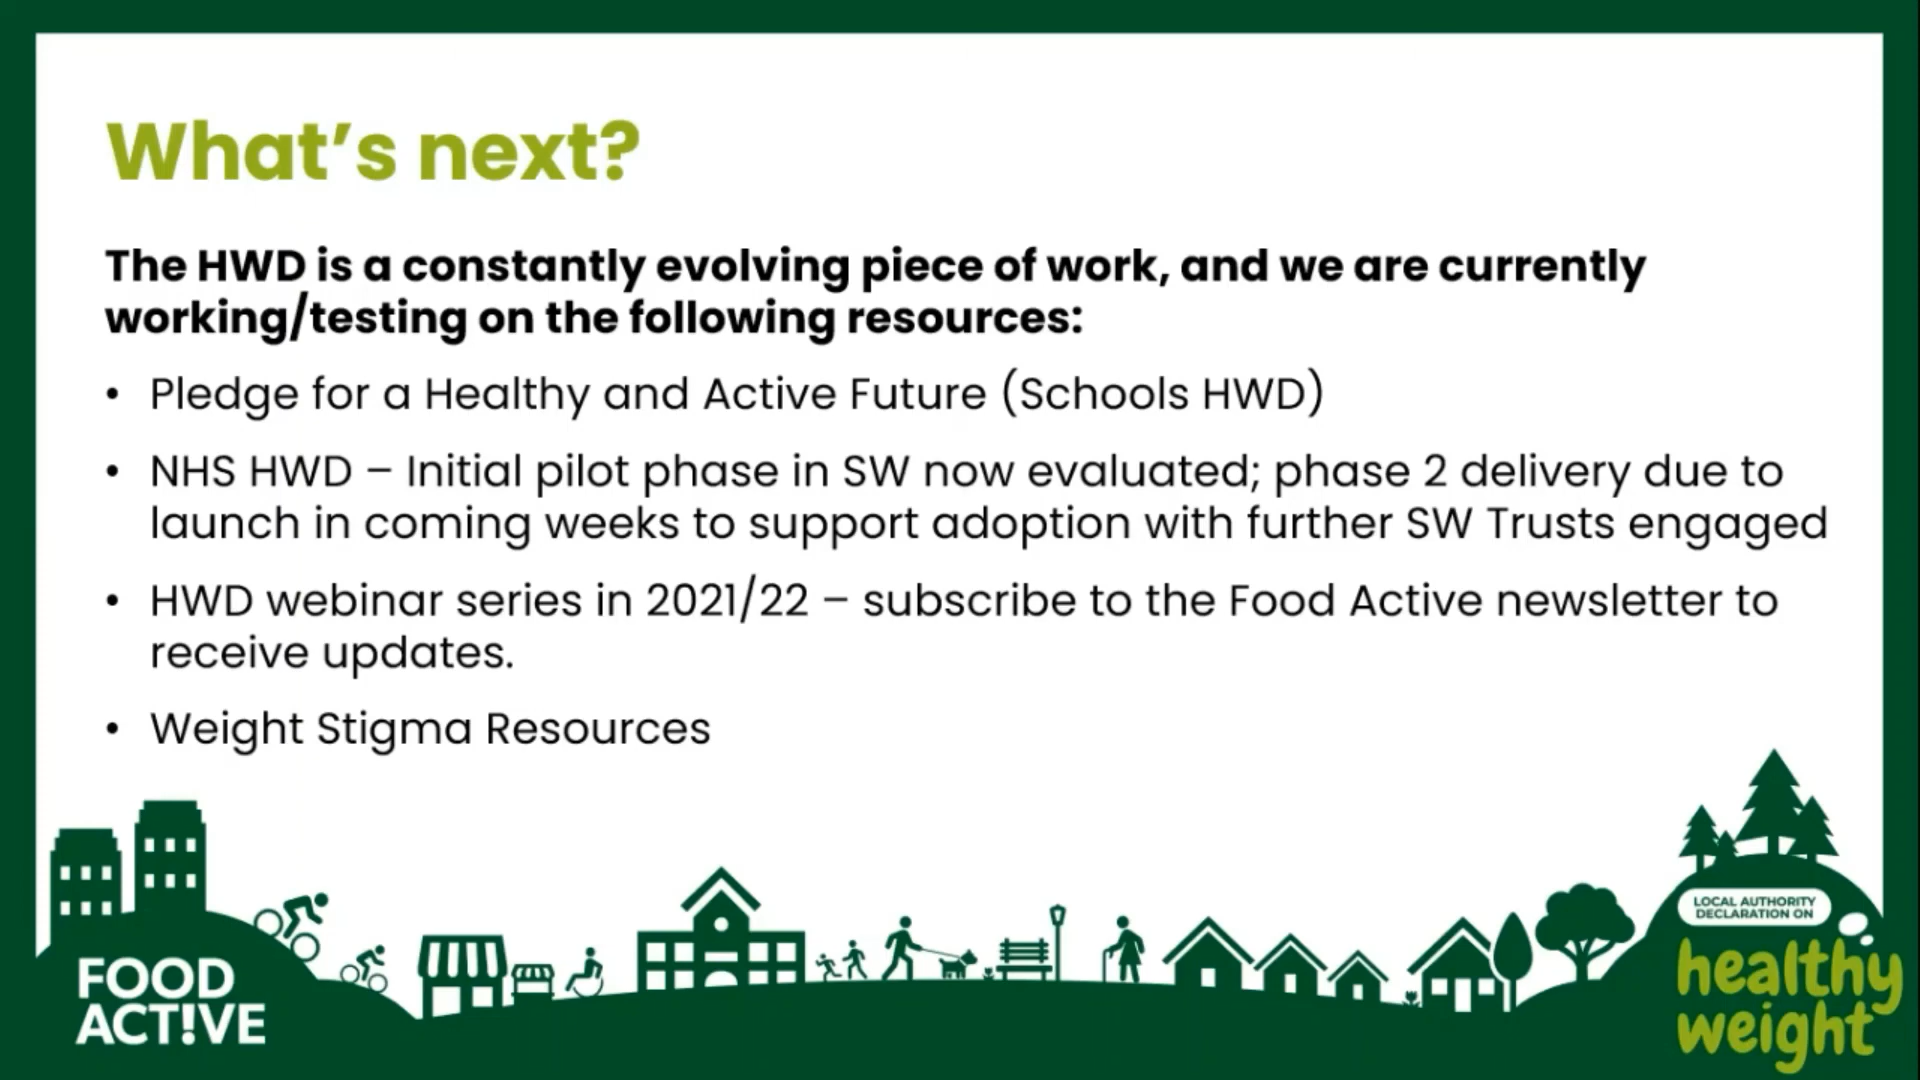 What's next?
The HWD is a constantly evolving piece of work, and we are currently
working/testing on the following resources:
• Pledge for a Healthy and Active Future (Schools HWD)
• NHS HWD – Initial pilot phase in SW now evaluated; phase 2 delivery due to
launch in coming weeks to support adoption with further SW Trusts engaged
• HWD webinar series in 2021/22 – subscribe to the Food Active newsletter to
receive updates.
• Weight Stigma Resources
FOOD
ACT!VE
LOCAL AUTHORITY
DECLARATION ON
healthy
weight